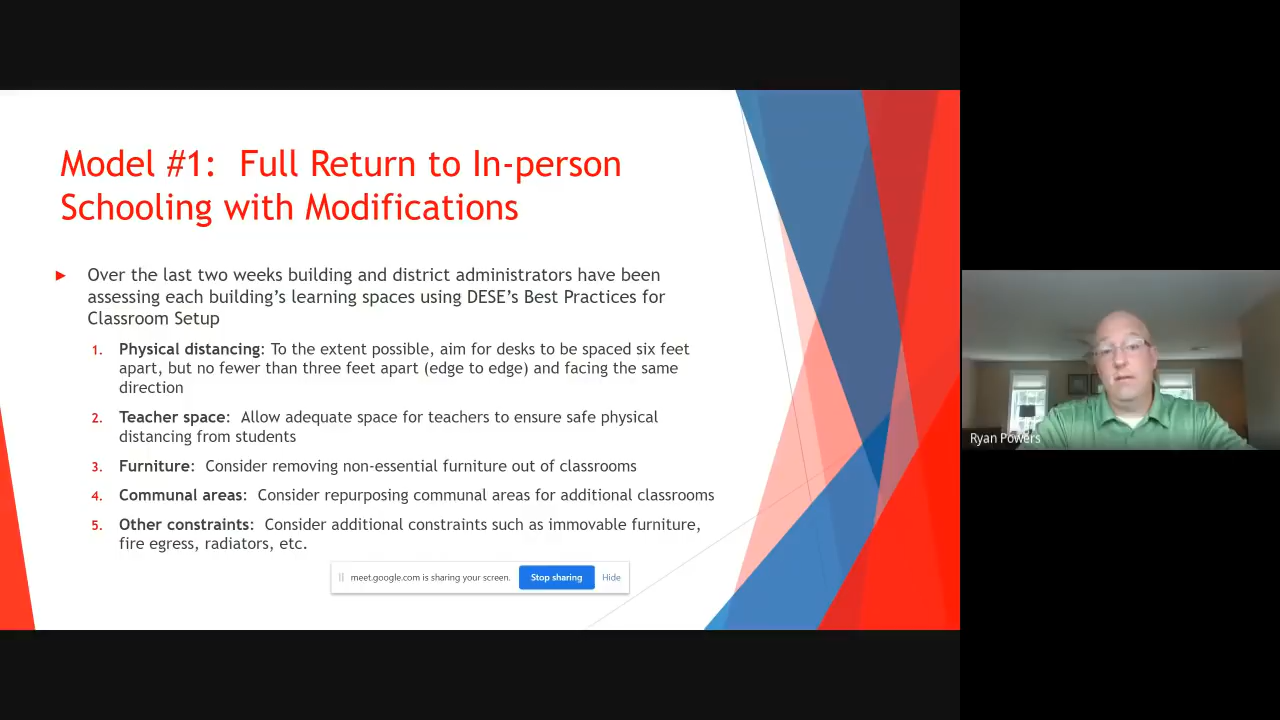 Model #1:  Full Return to In-person
Schooling with Modifications
Over the last two weeks building and district administrators have been
assessing each building's learning spaces using DESE's Best Practices for
Classroom Setup
1. Physical distancing: To the extent possible, aim for desks to be spaced six feet
apart, but no fewer than three feet apart (edge to edge) and facing the same
direction
2. Teacher space:  Allow adequate space for teachers to ensure safe physical
distancing from students
3. Furniture:  Consider removing non-essential furniture out of classrooms
4. Communal areas:  Consider repurposing communal areas for additional classrooms
5. Other constraints:  Consider additional constraints such as immovable furniture,
fire egress, radiators, etc.
meet.google.com is sharing your screen. Stop sharing Hide
Ryan Powers